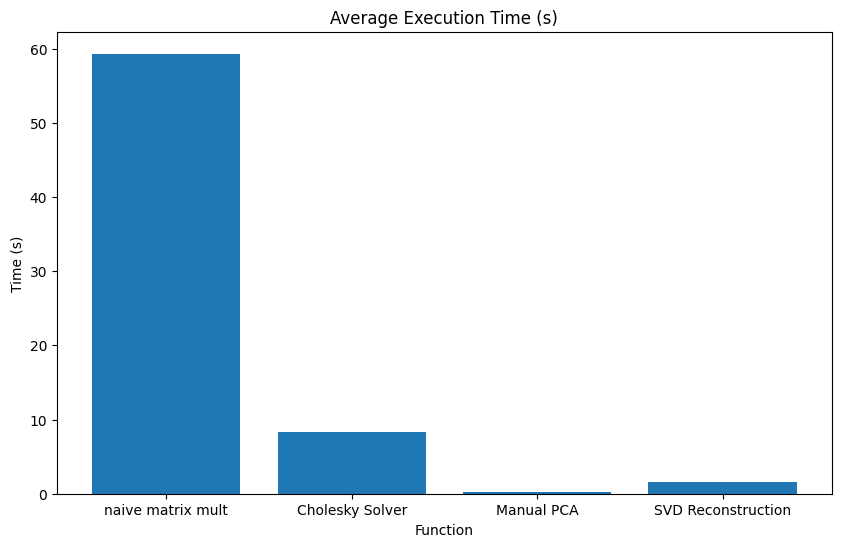 Average Execution Time (s)
60
50
40
30
20
10
0
Time (s)
naive matrix mult
Cholesky Solver
Manual PCA
SVD Reconstruction
Function